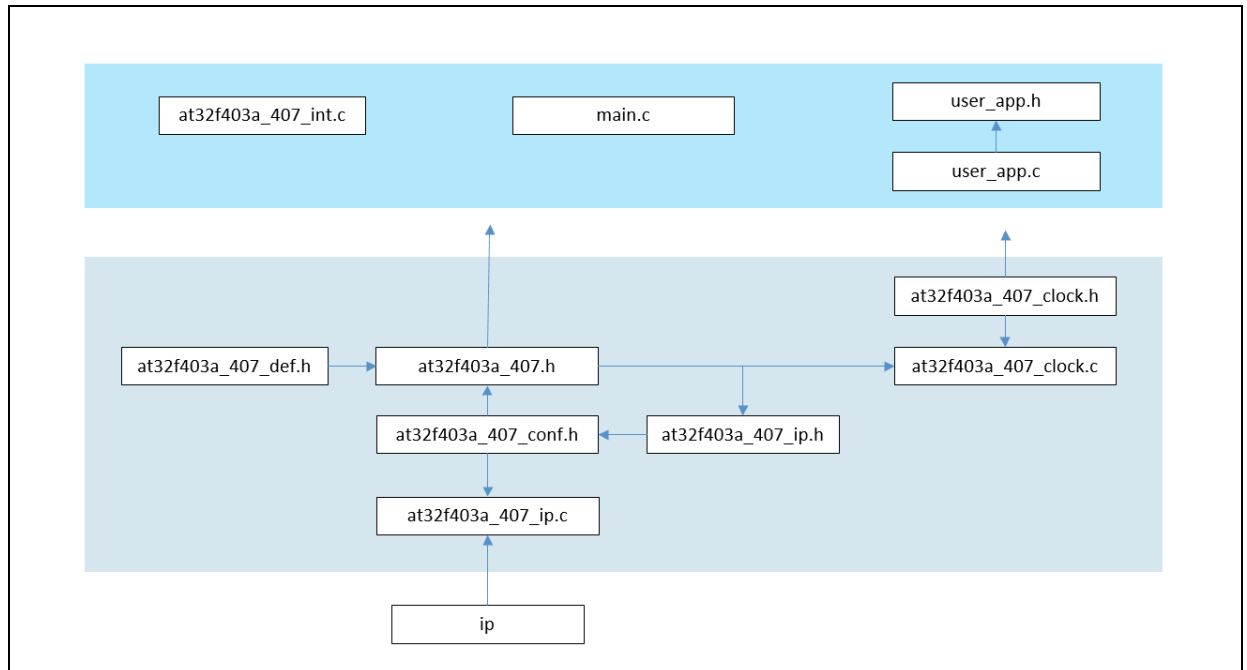 at32f403a_407_int.c
main.c
user_app.h
user_app.c
at32f403a_407_clock.h
at32f403a_407_def.h
at32f403a_407.h
at32f403a_407_clock.c
at32f403a_407_conf.h
at32f403a_407_ip.h
at32f403a_407_ip.c
ip